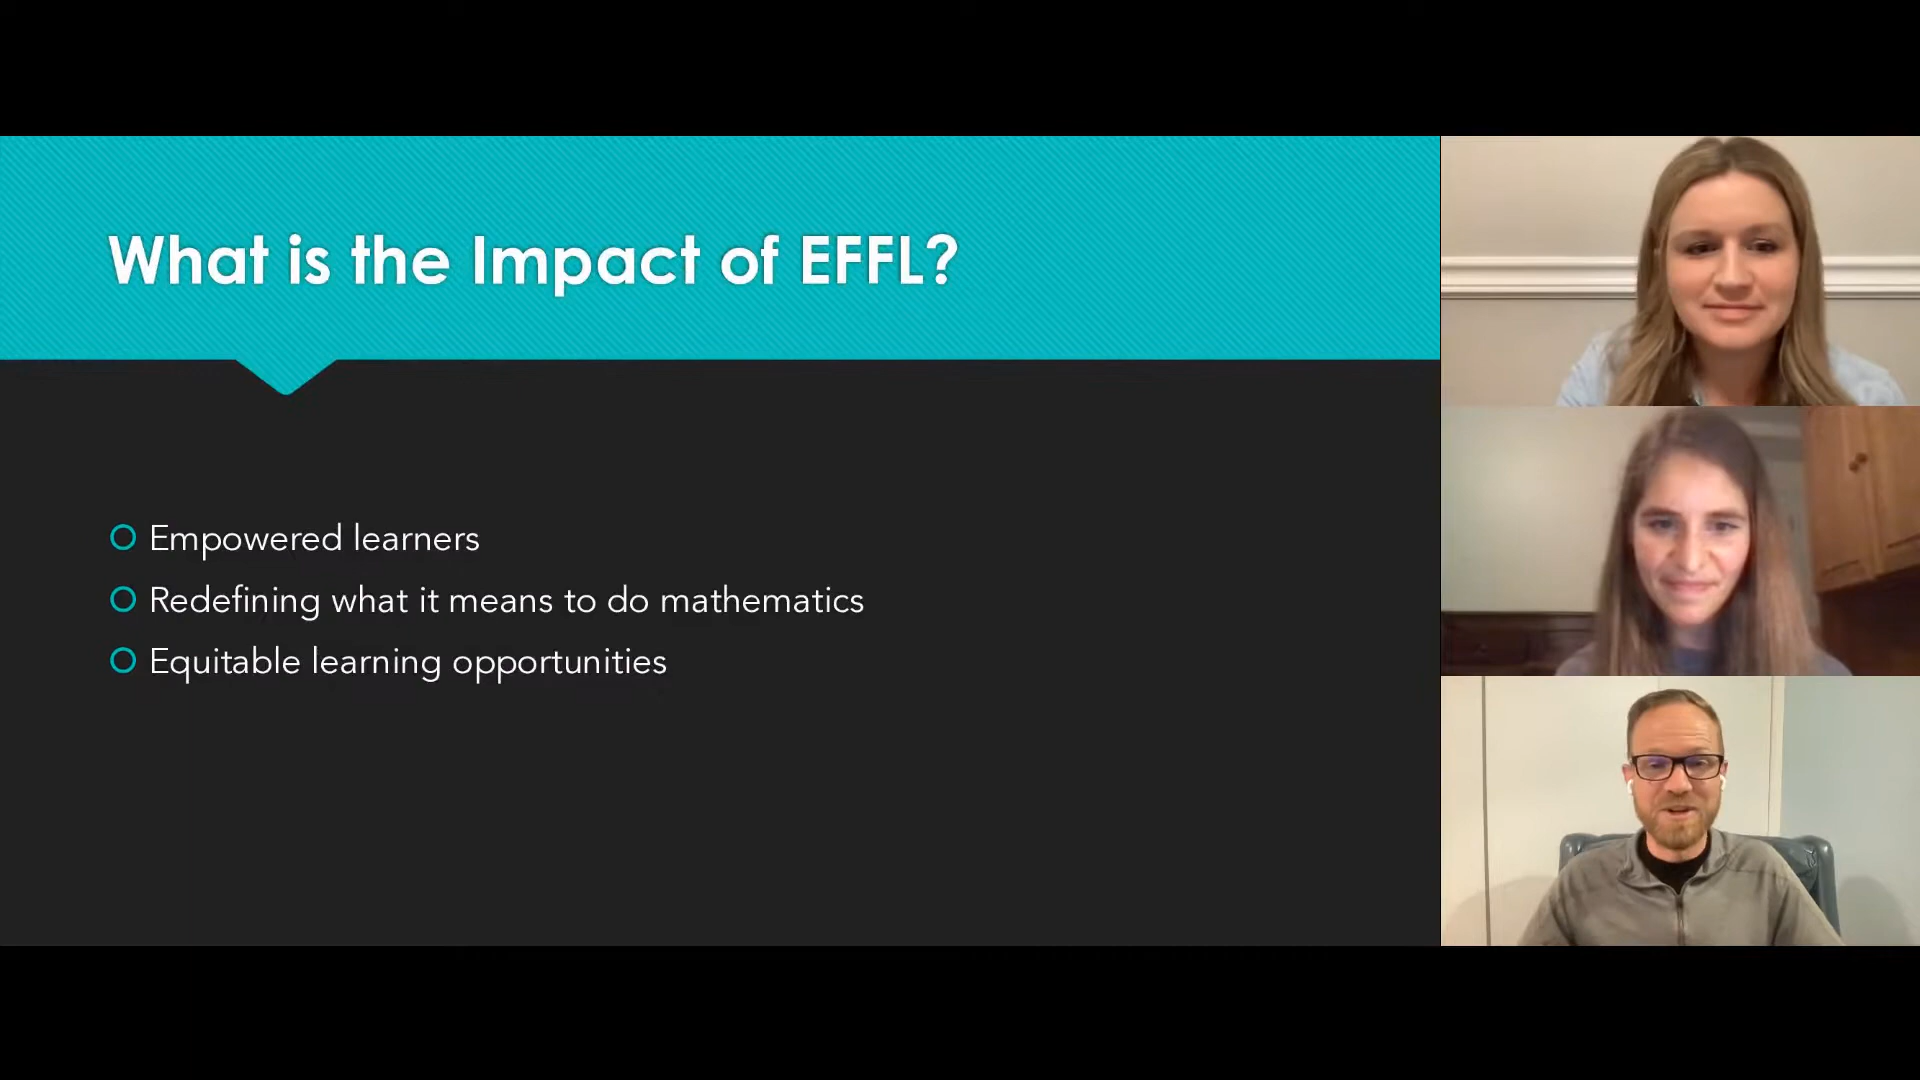 What is the Impact of EFFL?
Empowered learners
Redefining what it means to do mathematics
Equitable learning opportunities